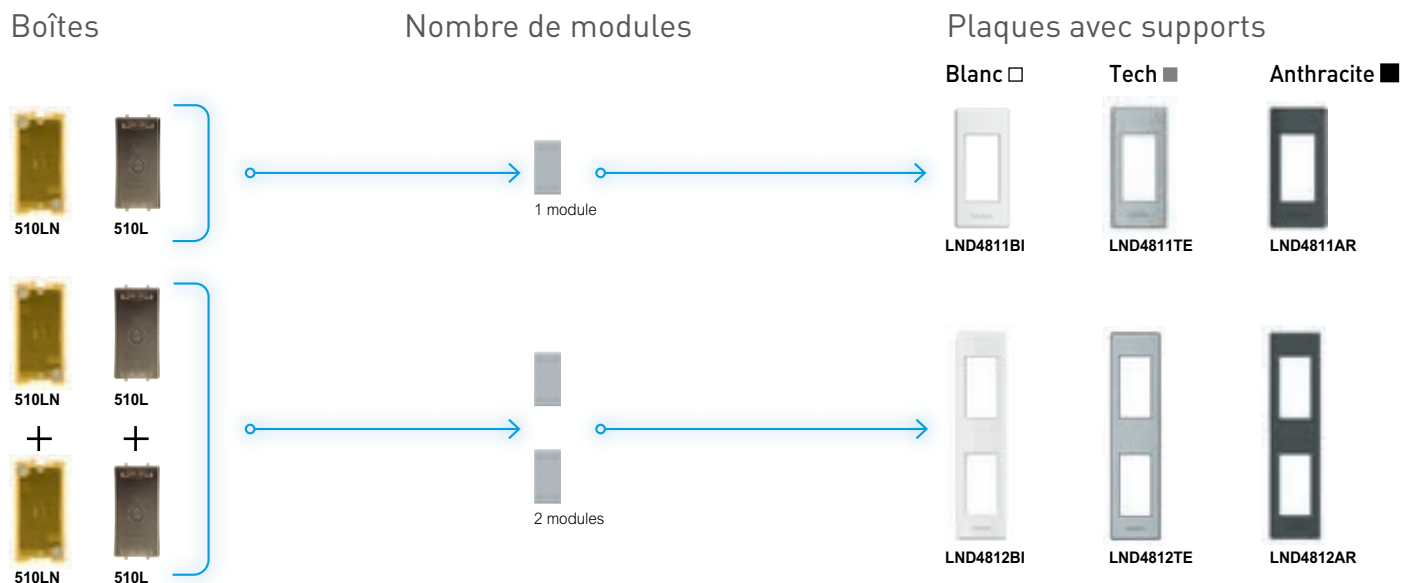 Boîtes
Nombre de modules
Plaques avec supports
Blanc
Tech
Anthracite
510LN
510L
1 module
LND4811BI
LND4811TE
LND4811AR
510LN
510L
+
+
510LN
510L
2 modules
LND4812BI
LND4812TE
LND4812AR